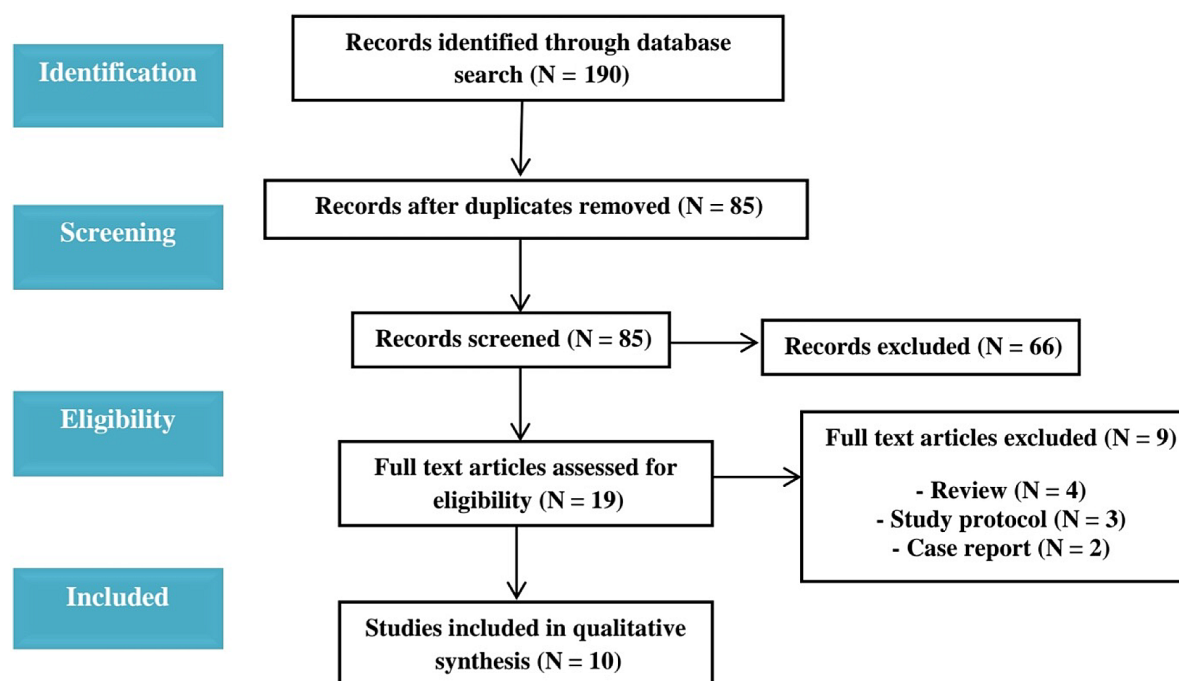 Identification
Records identified through database
search (N = 190)
Screening
Records after duplicates removed (N = 85)
Records screened (N = 85)
Records excluded (N = 66)
Eligibility
Full text articles assessed for
eligibility (N = 19)
Full text articles excluded (N = 9)
- Review (N = 4)
- Study protocol (N = 3)
- Case report (N = 2)
Included
Studies included in qualitative
synthesis (N = 10)